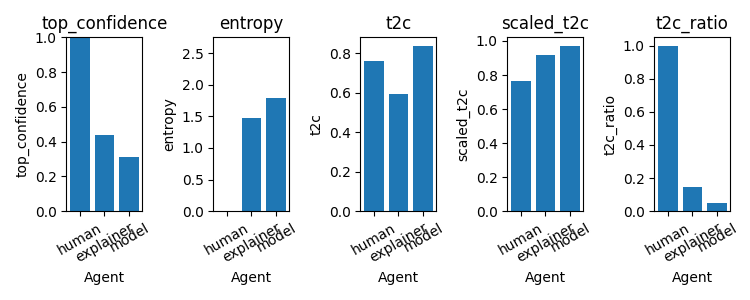 top_confidence
entropy
t2c
scaled_t2c
t2c_ratio
top_confidence
1.0
0.8
0.6
0.4
0.2
0.0
human
explainer
model
Agent
entropy
2.5
2.0
1.5
1.0
0.5
0.0
human
explainer
model
Agent
t2c
0.8
0.6
0.4
0.2
0.0
human
explainer
model
Agent
scaled_t2c
1.0
0.8
0.6
0.4
0.2
0.0
human
explainer
model
Agent
t2c_ratio
1.0
0.8
0.6
0.4
0.2
0.0
human
explainer
model
Agent